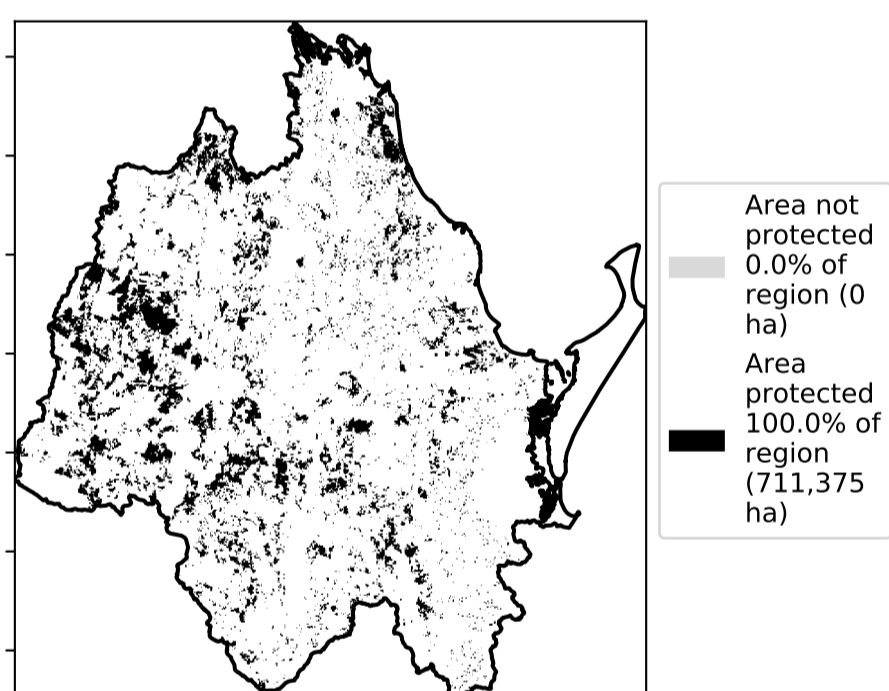 Area not
protected
0.0% of
region (0
ha)
Area
protected
100.0% of
region
(711,375
ha)